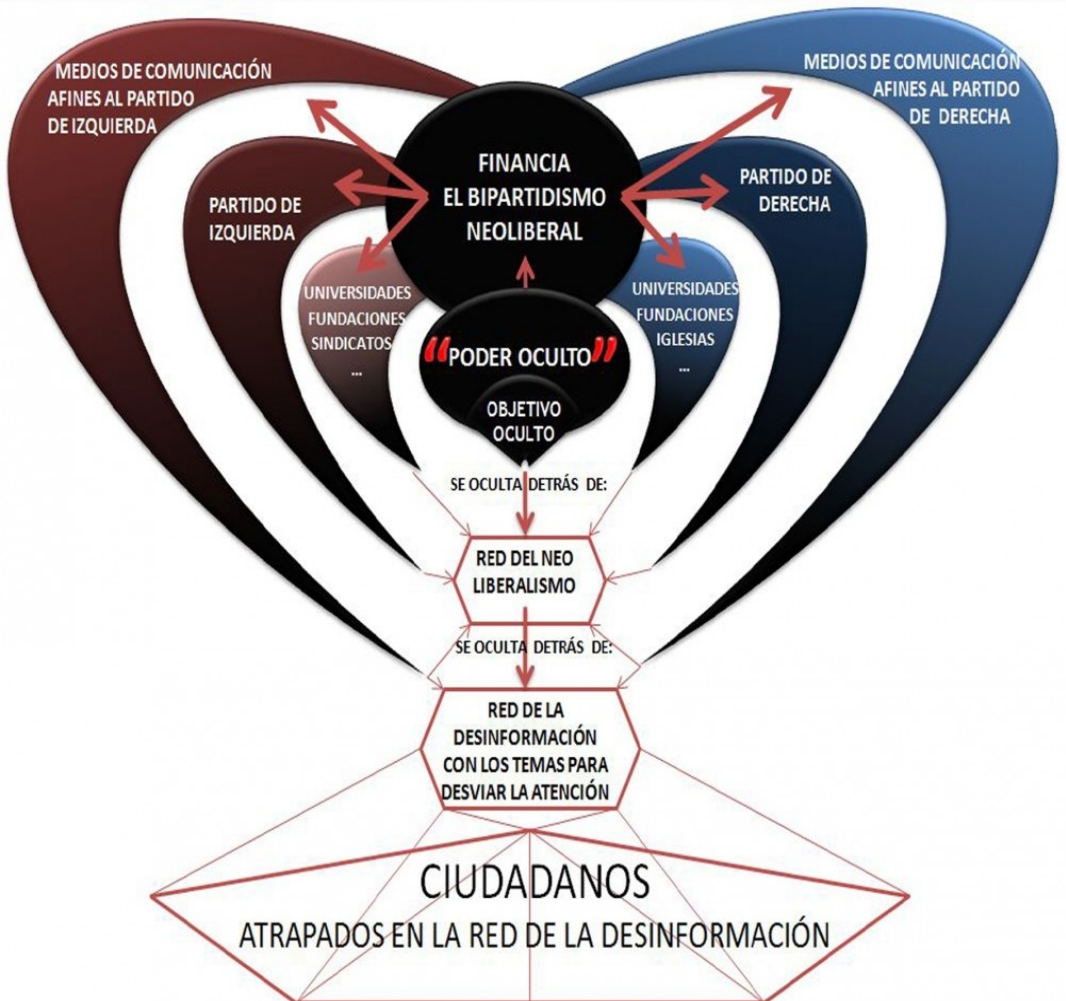 MEDIOS DE COMUNICACIÓN
AFINES AL PARTIDO
DE IZQUIERDA
MEDIOS DE COMUNICACIÓN
AFINES AL PARTIDO
DE DERECHA
FINANCIA
EL BIPARTIDISMO
NEOLIBERAL
PARTIDO DE
IZQUIERDA
PARTIDO DE
DERECHA
UNIVERSIDADES
FUNDACIONES
SINDICATOS
...
UNIVERSIDADES
FUNDACIONES
IGLESIAS
...
"PODER OCULTO"
OBJETIVO
OCULTO
SE OCULTA DETRÁS DE:
RED DEL NEO
LIBERALISMO
SE OCULTA DETRÁS DE:
RED DE LA
DESINFORMACIÓN
CON LOS TEMAS PARA
DESVIAR LA ATENCIÓN
CIUDADANOS
ATRAPADOS EN LA RED DE LA DESINFORMACIÓN